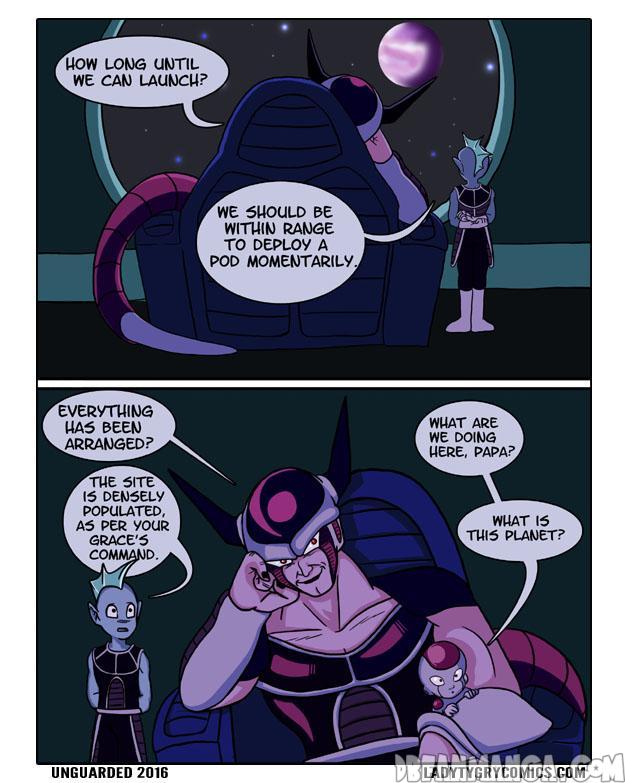 HOW LONG UNTIL
WE CAN LAUNCH?
WE SHOULD BE
WITHIN RANGE
TO DEPLOY A
POD MOMENTARILY.
EVERYTHING
HAS BEEN
ARRANGED?
THE SITE
IS DENSELY
POPULATED,
AS PER YOUR
GRACE'S
COMMAND.
WHAT ARE
WE DOING
HERE, PAPA?
WHAT IS
THIS PLANET?
UNGUARDED 2016
LADYTYGRYCOMICS.COM
DBFANMANGA.COM